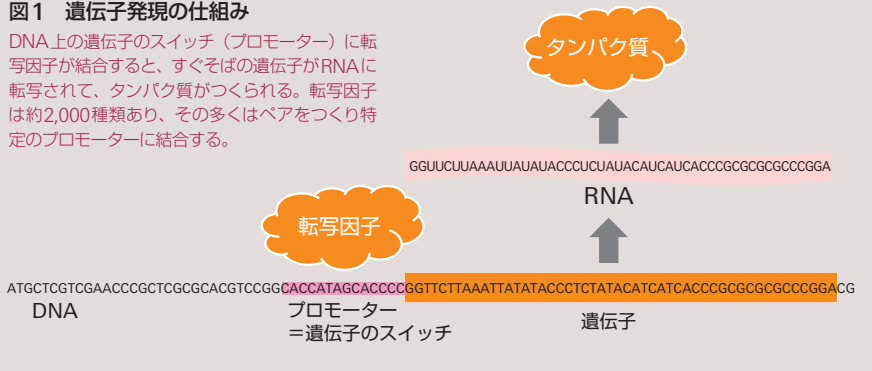 図1 遺伝子発現の仕組み
DNA上の遺伝子のスイッチ（プロモーター）に転
写因子が結合すると、すぐそばの遺伝子がRNAに
転写されて、タンパク質がつくられる。転写因子
は約2,000種類あり、その多くはペアをつくり特
定のプロモーターに結合する。
タンパク質
GGUUCUUAAAUUAUAUACCCUCUAUACAUCAUCACCCGCGCGCGCCCGGA
RNA
転写因子
ATGCTCGTCGAACCCGCTCGCGCACGTCCGGCACCATAGCACCCCGGTTCTTAAATTATATACCCTCTATACATCATCACCCGCGCGCGCCCGGACG
DNA
プロモーター
＝遺伝子のスイッチ
遺伝子